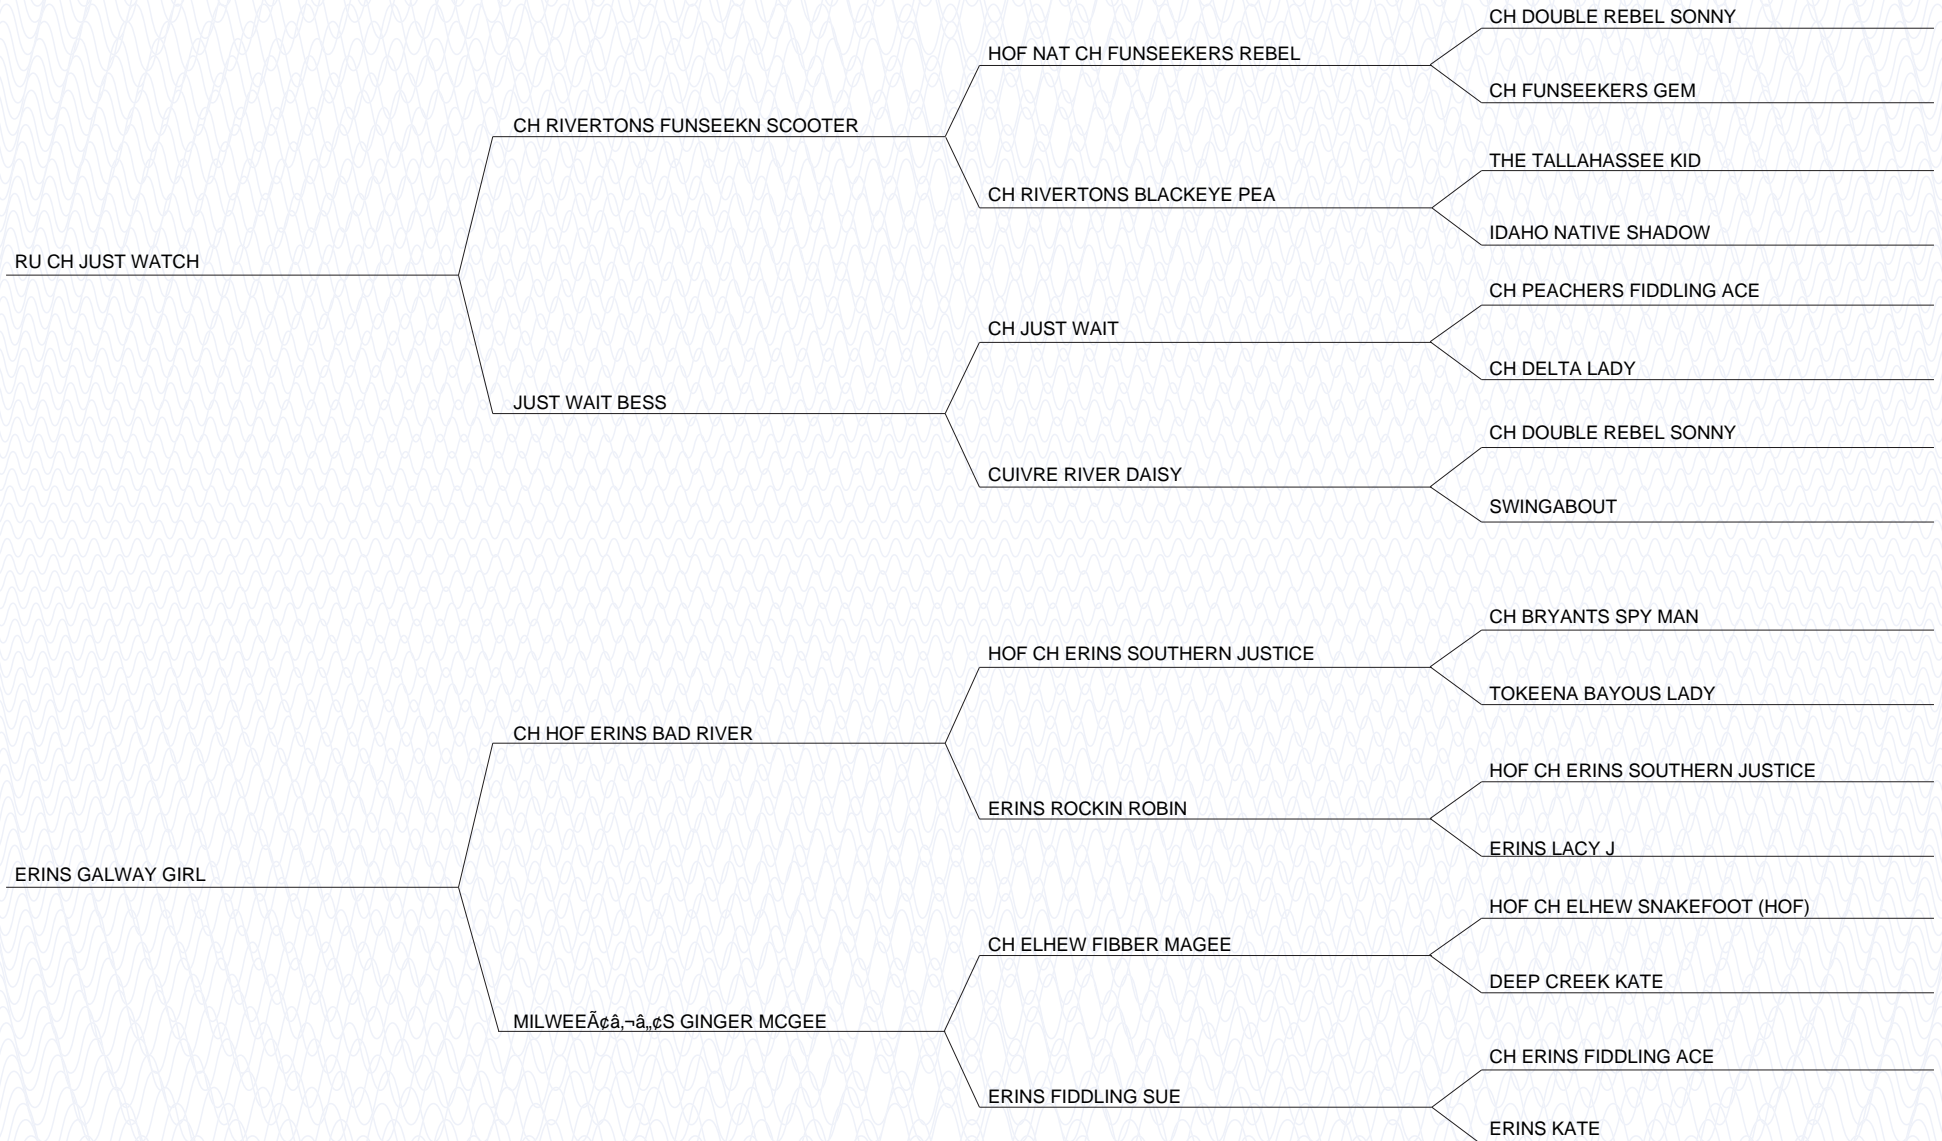 CH DOUBLE REBEL SONNY
HOF NAT CH FUNSEEKERS REBEL
CH FUNSEEKERS GEM
CH RIVERTONS FUNSEEKN SCOOTER
THE TALLAHASSEE KID
CH RIVERTONS BLACKEYE PEA
IDAHO NATIVE SHADOW
RU CH JUST WATCH
CH PEACHERS FIDDLING ACE
CH JUST WAIT
CH DELTA LADY
JUST WAIT BESS
CH DOUBLE REBEL SONNY
CUIVRE RIVER DAISY
SWINGABOUT
CH BRYANTS SPY MAN
HOF CH ERINS SOUTHERN JUSTICE
TOKEENA BAYOUS LADY
CH HOF ERINS BAD RIVER
HOF CH ERINS SOUTHERN JUSTICE
ERINS ROCKIN ROBIN
ERINS LACY J
ERINS GALWAY GIRL
HOF CH ELHEW SNAKEFOOT (HOF)
CH ELHEW FIBBER MAGEE
DEEP CREEK KATE
MILWEEÃ¢â‚¬â„¢S GINGER MCGEE
CH ERINS FIDDLING ACE
ERINS FIDDLING SUE
ERINS KATE